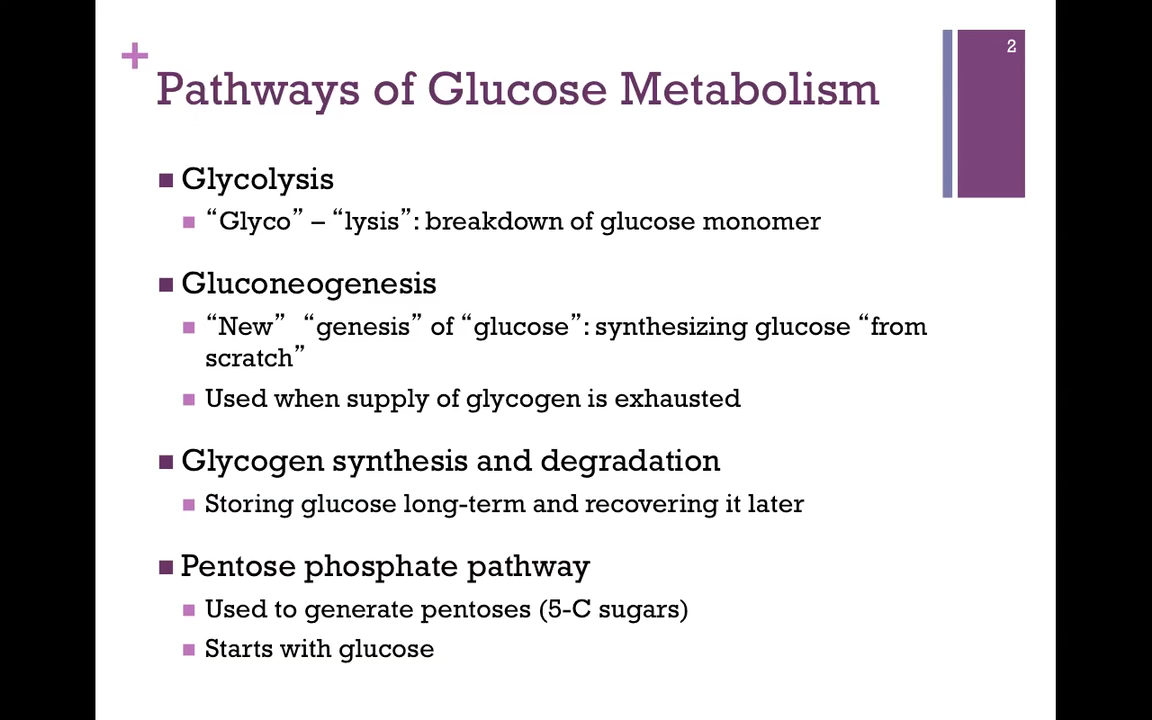 2
+
Pathways of Glucose Metabolism
■ Glycolysis
■ “Glyco” – “lysis”: breakdown of glucose monomer
■ Gluconeogenesis
■ “New” “genesis” of “glucose”: synthesizing glucose “from
scratch”
■ Used when supply of glycogen is exhausted
■ Glycogen synthesis and degradation
■ Storing glucose long-term and recovering it later
■ Pentose phosphate pathway
■ Used to generate pentoses (5-C sugars)
■ Starts with glucose